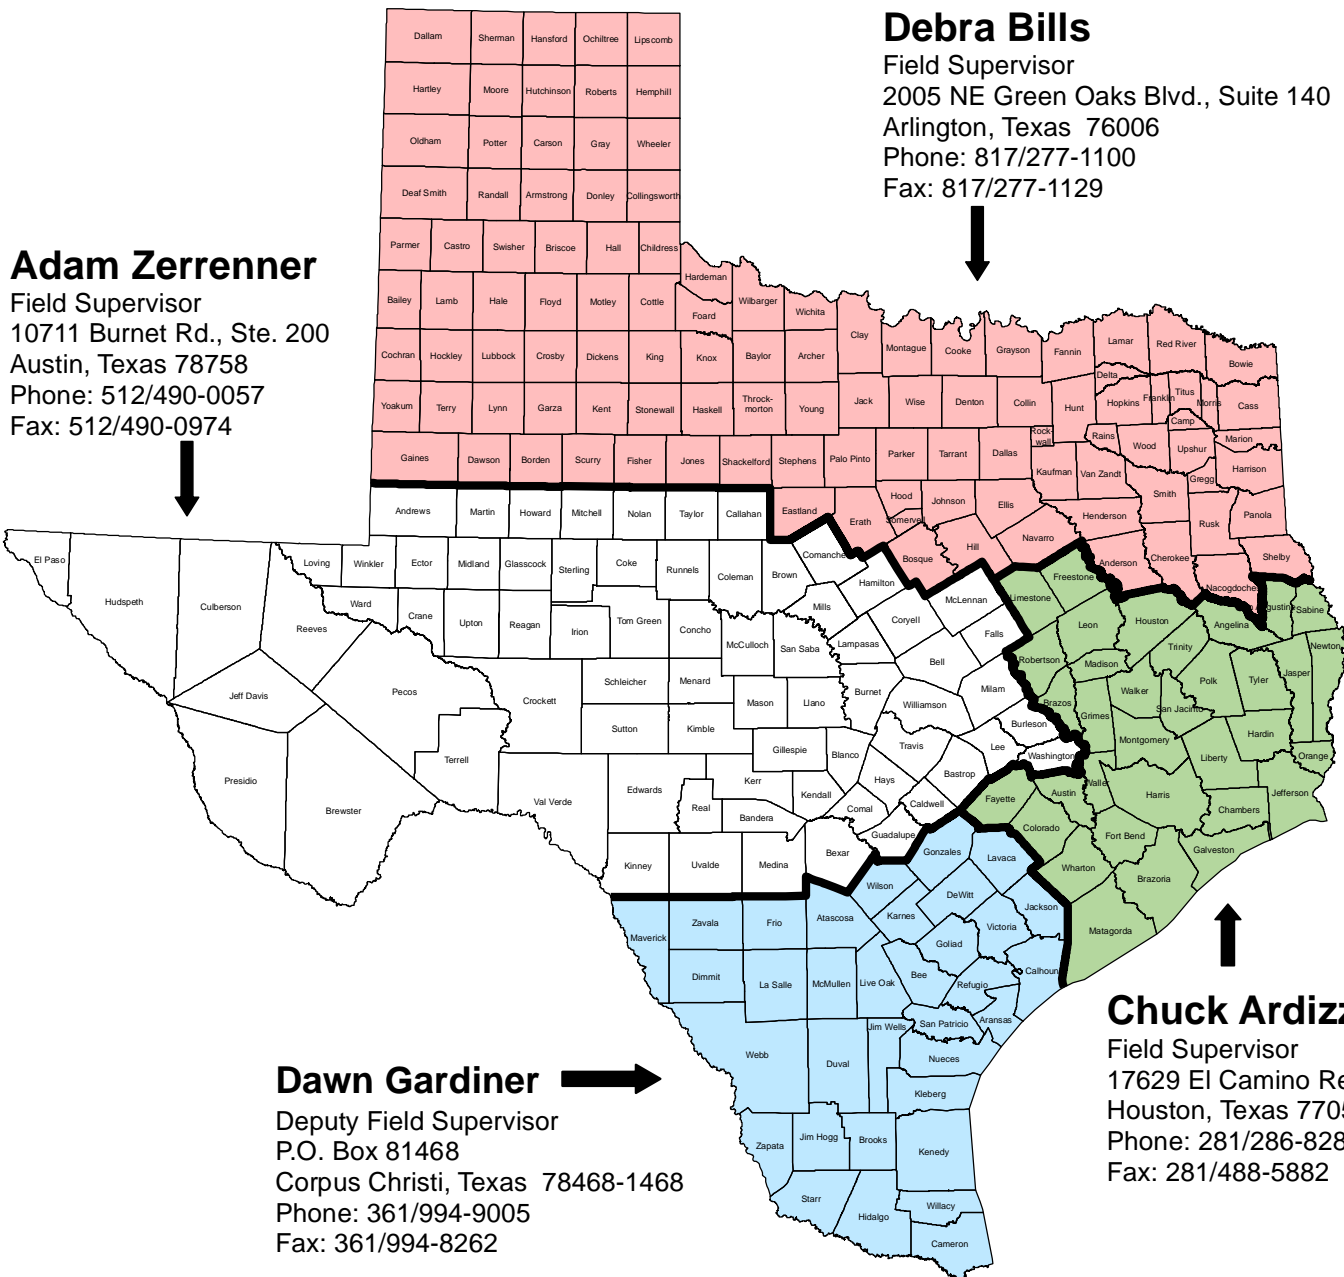 Debra Bills
Field Supervisor
2005 NE Green Oaks Blvd., Suite 140
Arlington, Texas  76006
Phone: 817/277-1100
Fax: 817/277-1129
Adam Zerrenner
Field Supervisor
10711 Burnet Rd., Ste. 200
Austin, Texas 78758
Phone: 512/490-0057
Fax: 512/490-0974
Dallam Sherman Hansford Ochiltree Lipscomb
Hartley Moore Hutchinson Roberts Hemphill
Oldham Potter Carson Gray Wheeler
Deaf Smith Randall Armstrong Donley Collingsworth
Parmer Castro Swisher Briscoe Hall Childress
Hardeman
Bailey Lamb Hale Floyd Motley Cottle Foard Wilbarger Wichita
Clay Montague Cooke Grayson Fannin Lamar Red River Bowie
Cochran Hockley Lubbock Crosby Dickens King Knox Baylor Archer
Delta
Yoakum Terry Lynn Garza Kent Stonewall Haskell Throck-
morton Young Jack Wise Denton Collin Hunt Hopkins Franklin Titus Morris Cass
Camp
Rock-
wall Rains Wood Upshur Marion
Gaines Dawson Borden Scurry Fisher Jones Shackelford Stephens Palo Pinto Parker Tarrant Dallas Kaufman Van Zandt Gregg Harrison
Smith
Eastland Erath Hood Somervell Johnson Ellis Henderson Rusk Panola
Andrews Martin Howard Mitchell Nolan Taylor Callahan
Bosque Hill Navarro Anderson Cherokee Nacogdoches Shelby
El Paso Hudspeth Culberson Loving Winkler Ector Midland Glasscock Sterling Coke Runnels Coleman Brown Comanche Hamilton
McLennan Limestone Freestone
Reeves Ward Crane Upton Reagan Irion Tom Green Concho McCulloch San Saba Mills Lampasas Coryell Falls
Leon Houston Angelina Augustine Sabine
Newton
Trinity
Robertson Madison Polk Tyler Jasper
Jeff Davis Pecos Crockett Schleicher Menard Mason Llano Burnet Bell Milam Williamson
Brazos Grimes Walker San Jacinto
Burleson
Sutton Kimble
Presidio Brewster Terrell Val Verde Edwards Real Kerr Gillespie Blanco Travis Lee Washington
Montgomery Liberty Hardin Orange
Bandera Kendall Hays Comal Caldwell Bastrop Guadalupe
Fayette Austin Waller Harris Chambers Jefferson
Colorado Fort Bend Galveston
Kinney Uvalde Medina Bexar
Wharton Brazoria
Matagorda
Wilson Gonzales Lavaca
DeWitt
Maverick Zavala Frio Atascosa Karnes Jackson
Victoria
Goliad
Dimmit La Salle McMullen Live Oak Bee Refugio Calhoun
Aransas
San Patricio
Webb Duval Jim Wells Nueces
Kleberg
Zapata Jim Hogg Brooks Kenedy
Starr Hidalgo Willacy
Cameron
Dawn Gardiner
Deputy Field Supervisor
P.O. Box 81468
Corpus Christi, Texas  78468-1468
Phone: 361/994-9005
Fax: 361/994-8262
Chuck Ardizz
Field Supervisor
17629 El Camino Re
Houston, Texas 7705
Phone: 281/286-828
Fax: 281/488-5882